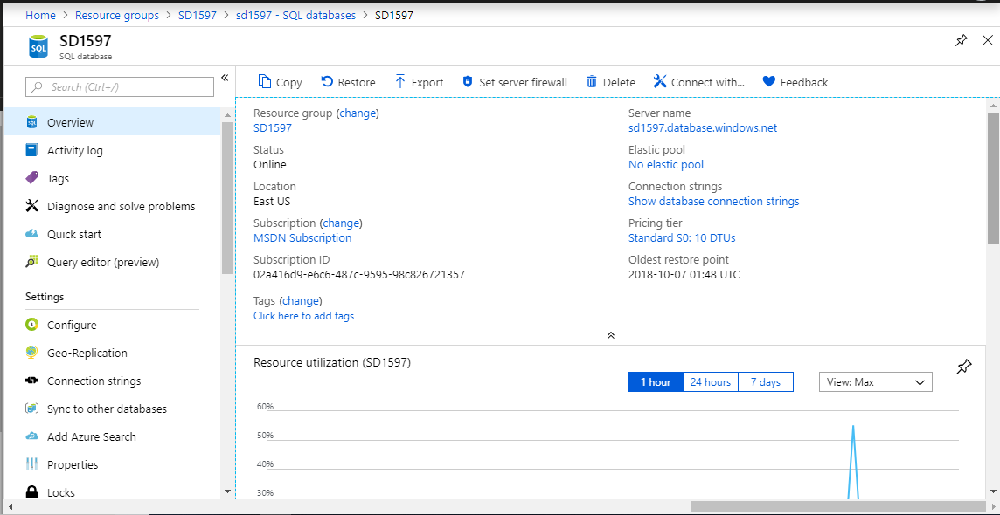 Home > Resource groups > SD1597 > sd1597 - SQL databases > SD1597
SQL
SD1597
SQL database
Search (Ctrl+/)
«
Copy
Restore
Export
Set server firewall
Delete
Connect with...
Feedback
Overview
Activity log
Tags
Diagnose and solve problems
Quick start
Query editor (preview)
Settings
Configure
Geo-Replication
Connection strings
Sync to other databases
Add Azure Search
Properties
Locks
Resource group (change)
SD1597
Status
Online
Location
East US
Subscription (change)
MSDN Subscription
Subscription ID
02a416d9-e6c6-487c-9595-98c826721357
Tags (change)
Click here to add tags
Server name
sd1597.database.windows.net
Elastic pool
No elastic pool
Connection strings
Show database connection strings
Pricing tier
Standard S0: 10 DTUs
Oldest restore point
2018-10-07 01:48 UTC
Resource utilization (SD1597)
1 hour
24 hours
7 days
View: Max
60%
50%
40%
30%